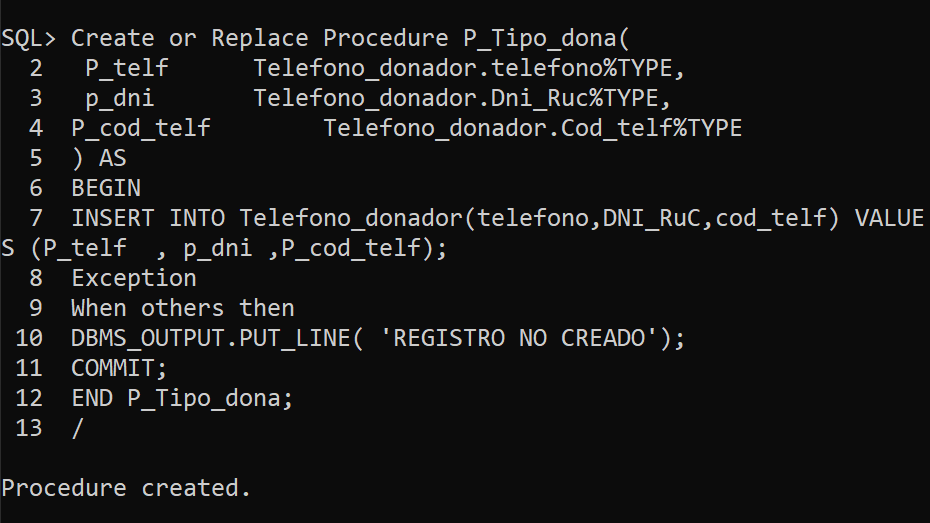 SQL> Create or Replace Procedure P_Tipo_dona(
  2   P_telf      Telefono_donador.telefono%TYPE,
  3   p_dni       Telefono_donador.Dni_Ruc%TYPE,
  4  P_cod_telf        Telefono_donador.Cod_telf%TYPE
  5  ) AS
  6  BEGIN
  7  INSERT INTO Telefono_donador(telefono,DNI_RuC,cod_telf) VALUE
S (P_telf  , p_dni ,P_cod_telf);
  8  Exception
  9  When others then
 10  DBMS_OUTPUT.PUT_LINE( 'REGISTRO NO CREADO');
 11  COMMIT;
 12  END P_Tipo_dona;
 13  /
Procedure created.